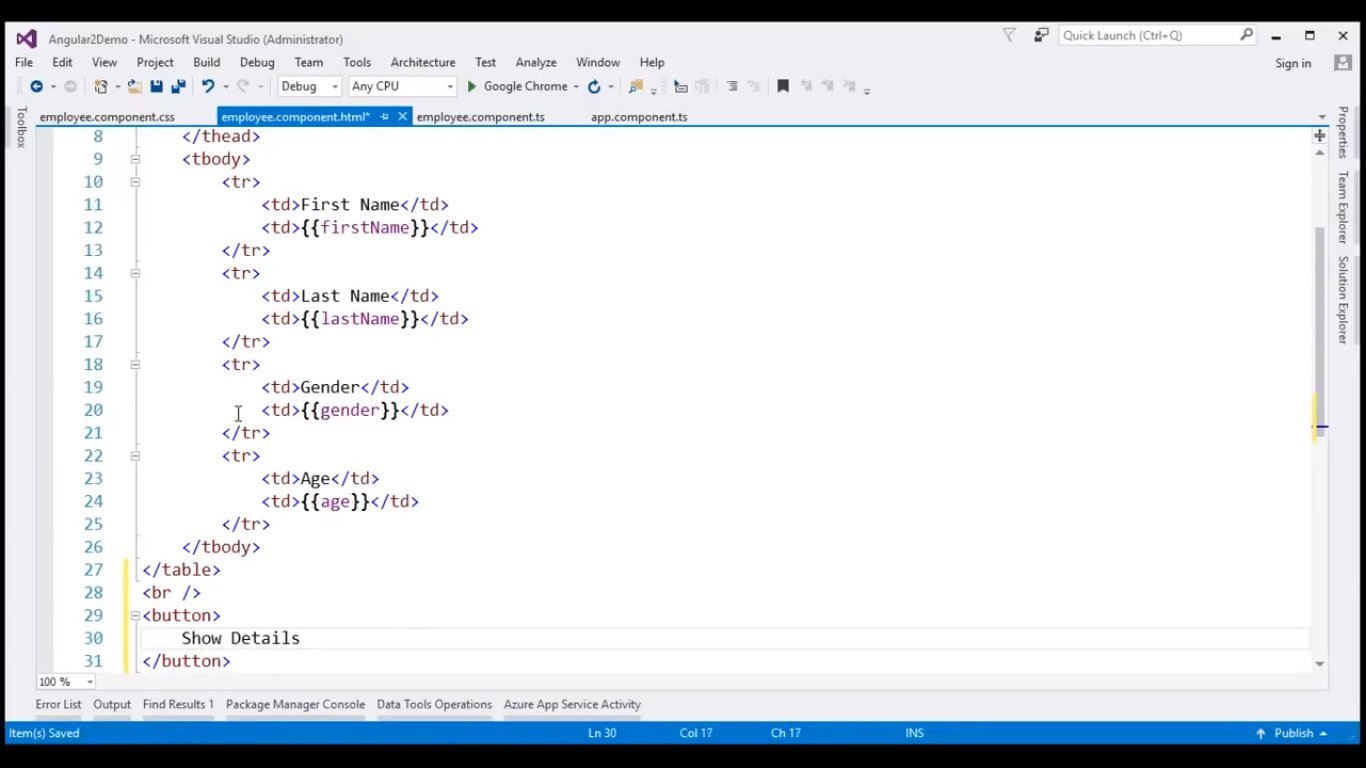 Angular2Demo - Microsoft Visual Studio (Administrator)
Quick Launch (Ctrl+Q)
File Edit View Project Build Debug Team Tools Architecture Test Analyze Window Help
Sign in
Debug Any CPU Google Chrome
employee.component.css employee.component.html* employee.component.ts app.component.ts
Toolbox
Properties
Team Explorer
Solution Explorer
8 </thead>
9 <tbody>
10 <tr>
11 <td>First Name</td>
12 <td>{{firstName}}</td>
13 </tr>
14 <tr>
15 <td>Last Name</td>
16 <td>{{lastName}}</td>
17 </tr>
18 <tr>
19 <td>Gender</td>
20 <td>{{gender}}</td>
21 </tr>
22 <tr>
23 <td>Age</td>
24 <td>{{age}}</td>
25 </tr>
26 </tbody>
27 </table>
28 <br />
29 <button>
30 Show Details
31 </button>
100 %
Error List Output Find Results 1 Package Manager Console Data Tools Operations Azure App Service Activity
Item(s) Saved Ln 30 Col 17 Ch 17 INS Publish